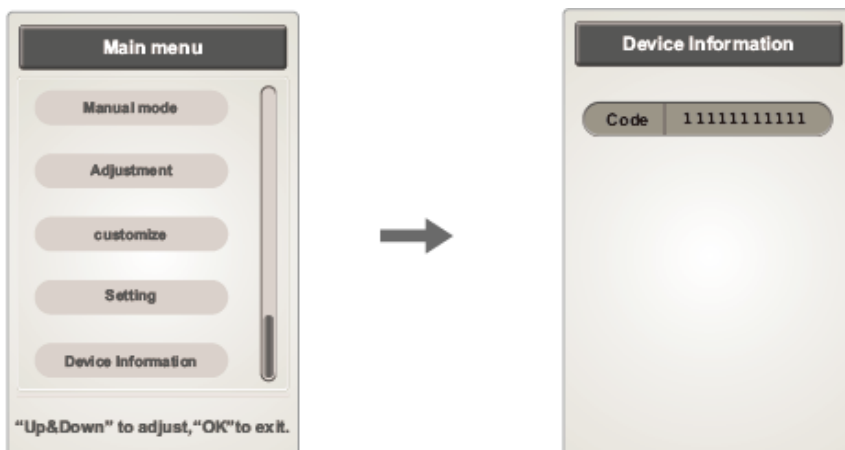 Main menu
Manual mode
Adjustment
customize
Setting
Device Information
“Up&Down” to adjust,“OK”to exit.
Device Information
Code 11111111111